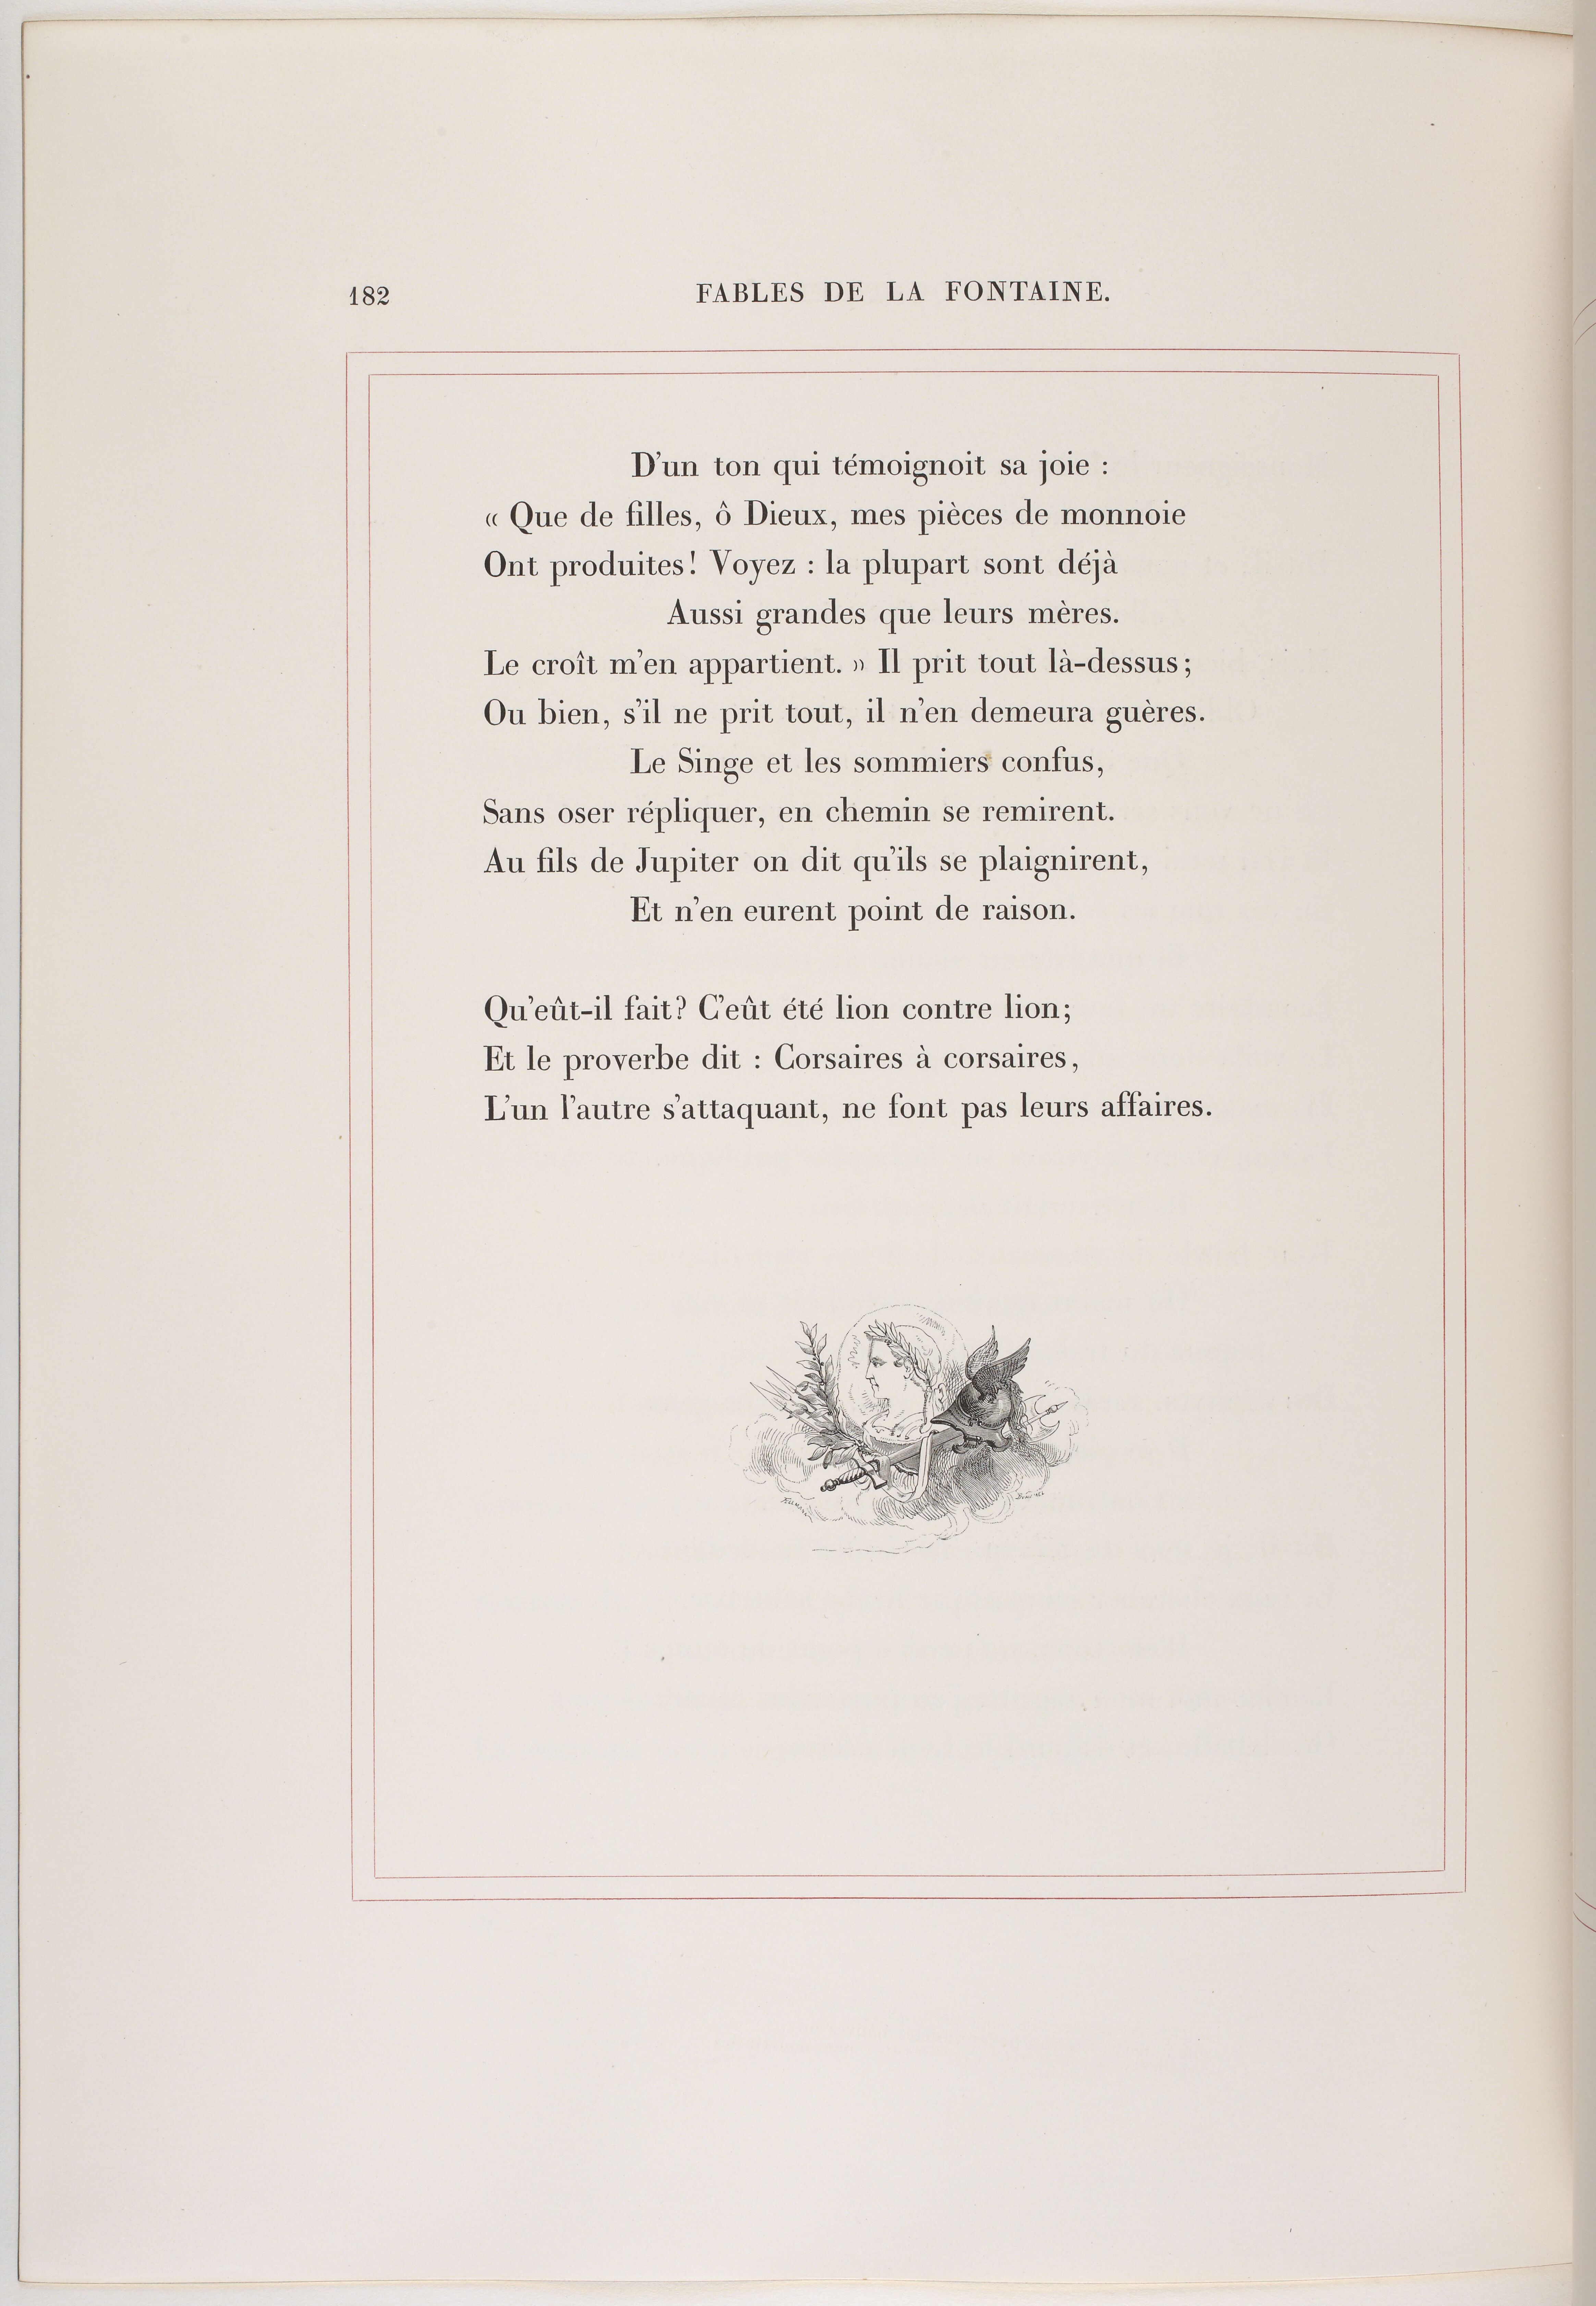 182
FABLES DE LA FONTAINE.
D'un ton qui témoignoit sa joie :
« Que de filles, ô Dieux, mes pièces de monnoie
Ont produites! Voyez : la plupart sont déjà
Aussi grandes que leurs mères.
Le croît m'en appartient. » Il prit tout là-dessus;
Ou bien, s'il ne prit tout, il n'en demeura guères.
Le Singe et les sommiers confus,
Sans oser répliquer, en chemin se remirent.
Au fils de Jupiter on dit qu'ils se plaignirent,
Et n'en eurent point de raison.
Qu'eût-il fait? C'eût été lion contre lion;
Et le proverbe dit : Corsaires à corsaires,
L'un l'autre s'attaquant, ne font pas leurs affaires.